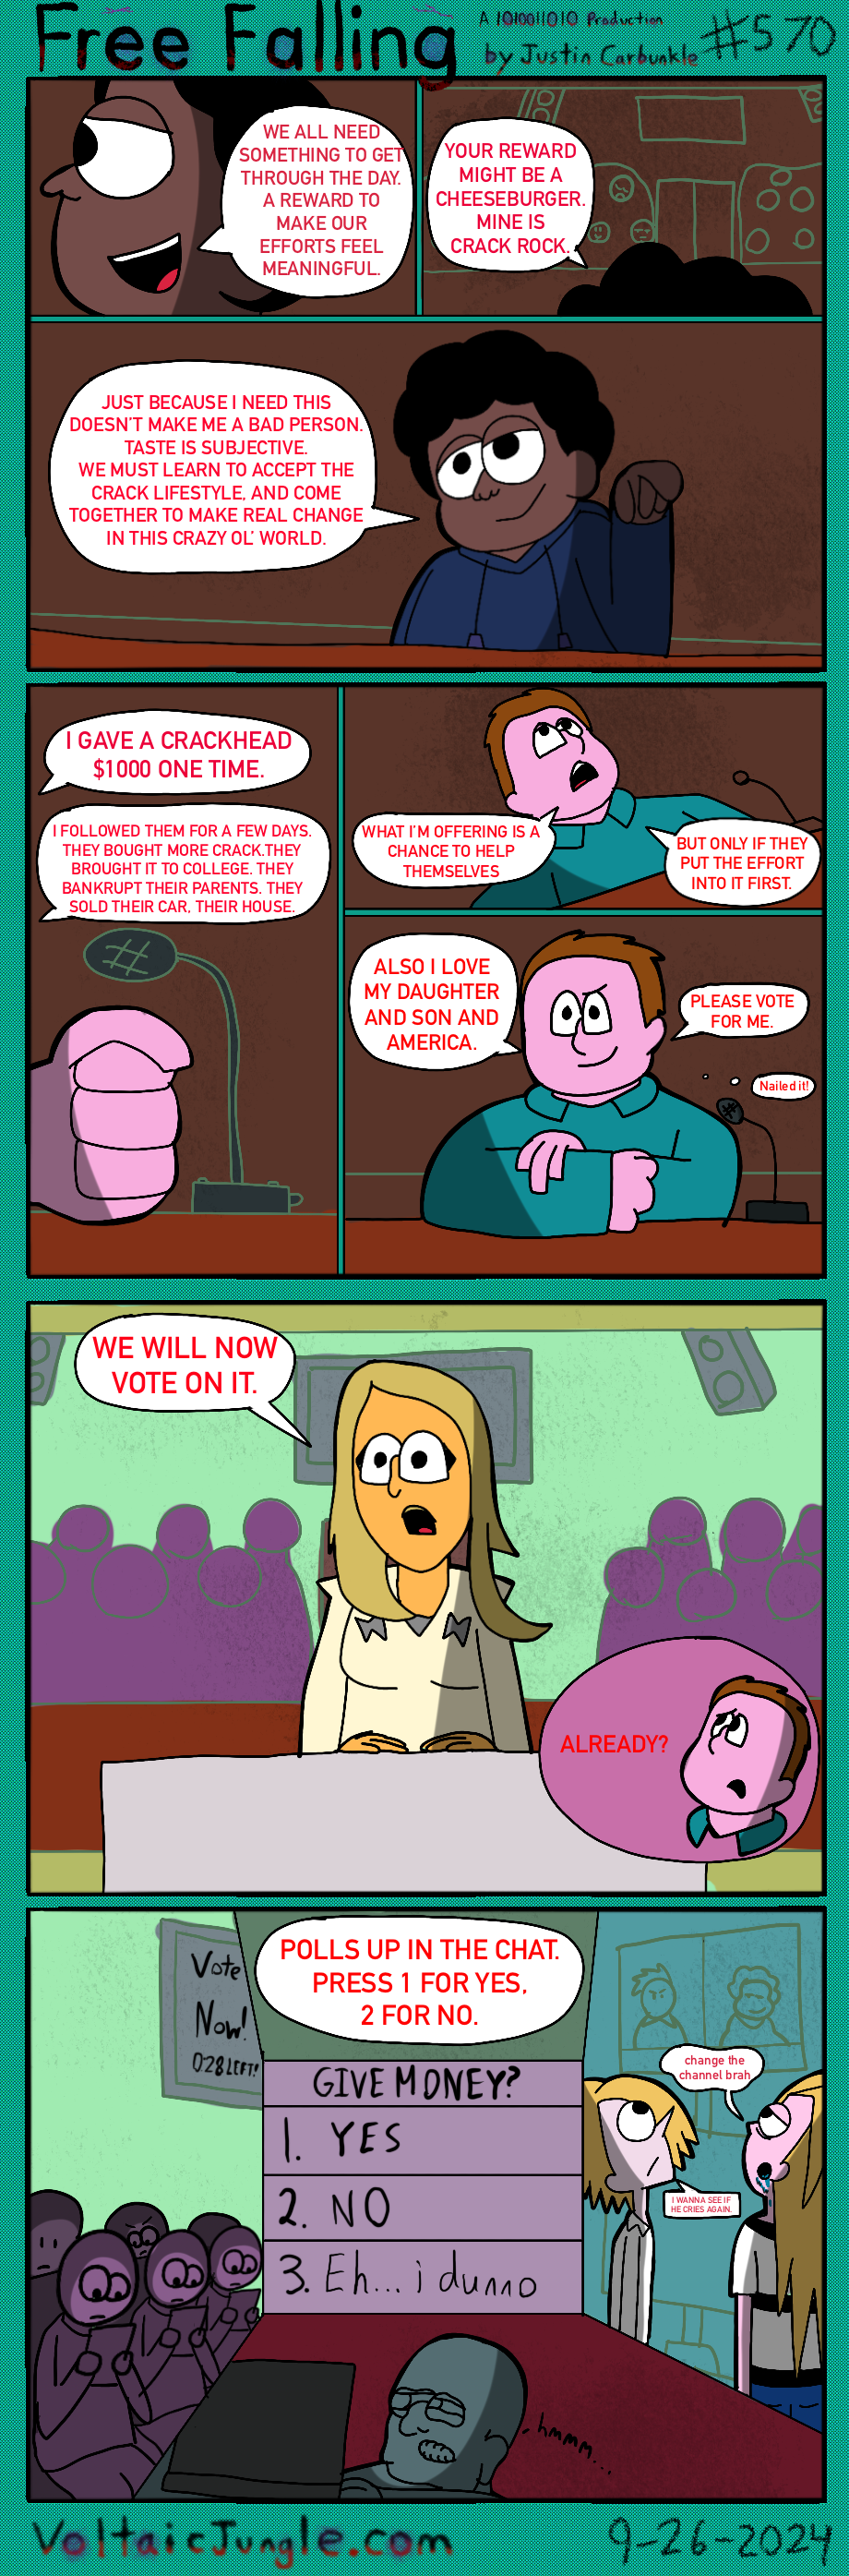 Free Falling
A 1010011010 Production
by Justin Carbunkle
#570
WE ALL NEED
SOMETHING TO GET
THROUGH THE DAY.
A REWARD TO
MAKE OUR
EFFORTS FEEL
MEANINGFUL.
YOUR REWARD
MIGHT BE A
CHEESEBURGER.
MINE IS
CRACK ROCK.
JUST BECAUSE I NEED THIS
DOESN'T MAKE ME A BAD PERSON.
TASTE IS SUBJECTIVE.
WE MUST LEARN TO ACCEPT THE
CRACK LIFESTYLE, AND COME
TOGETHER TO MAKE REAL CHANGE
IN THIS CRAZY OL' WORLD.
I GAVE A CRACKHEAD
$1000 ONE TIME.
I FOLLOWED THEM FOR A FEW DAYS.
THEY BOUGHT MORE CRACK.THEY
BROUGHT IT TO COLLEGE. THEY
BANKRUPT THEIR PARENTS. THEY
SOLD THEIR CAR, THEIR HOUSE.
WHAT I'M OFFERING IS A
CHANCE TO HELP
THEMSELVES
BUT ONLY IF THEY
PUT THE EFFORT
INTO IT FIRST.
ALSO I LOVE
MY DAUGHTER
AND SON AND
AMERICA.
PLEASE VOTE
FOR ME.
Nailed it!
WE WILL NOW
VOTE ON IT.
ALREADY?
Vote
Now!
0:28 LEFT!
POLLS UP IN THE CHAT.
PRESS 1 FOR YES,
2 FOR NO.
GIVE MONEY?
1. YES
2. NO
3. Eh... i dunno
change the
channel brah
I WANNA SEE IF
HE CRIES AGAIN.
hmmm...
VoltaicJungle.com
9-26-2024